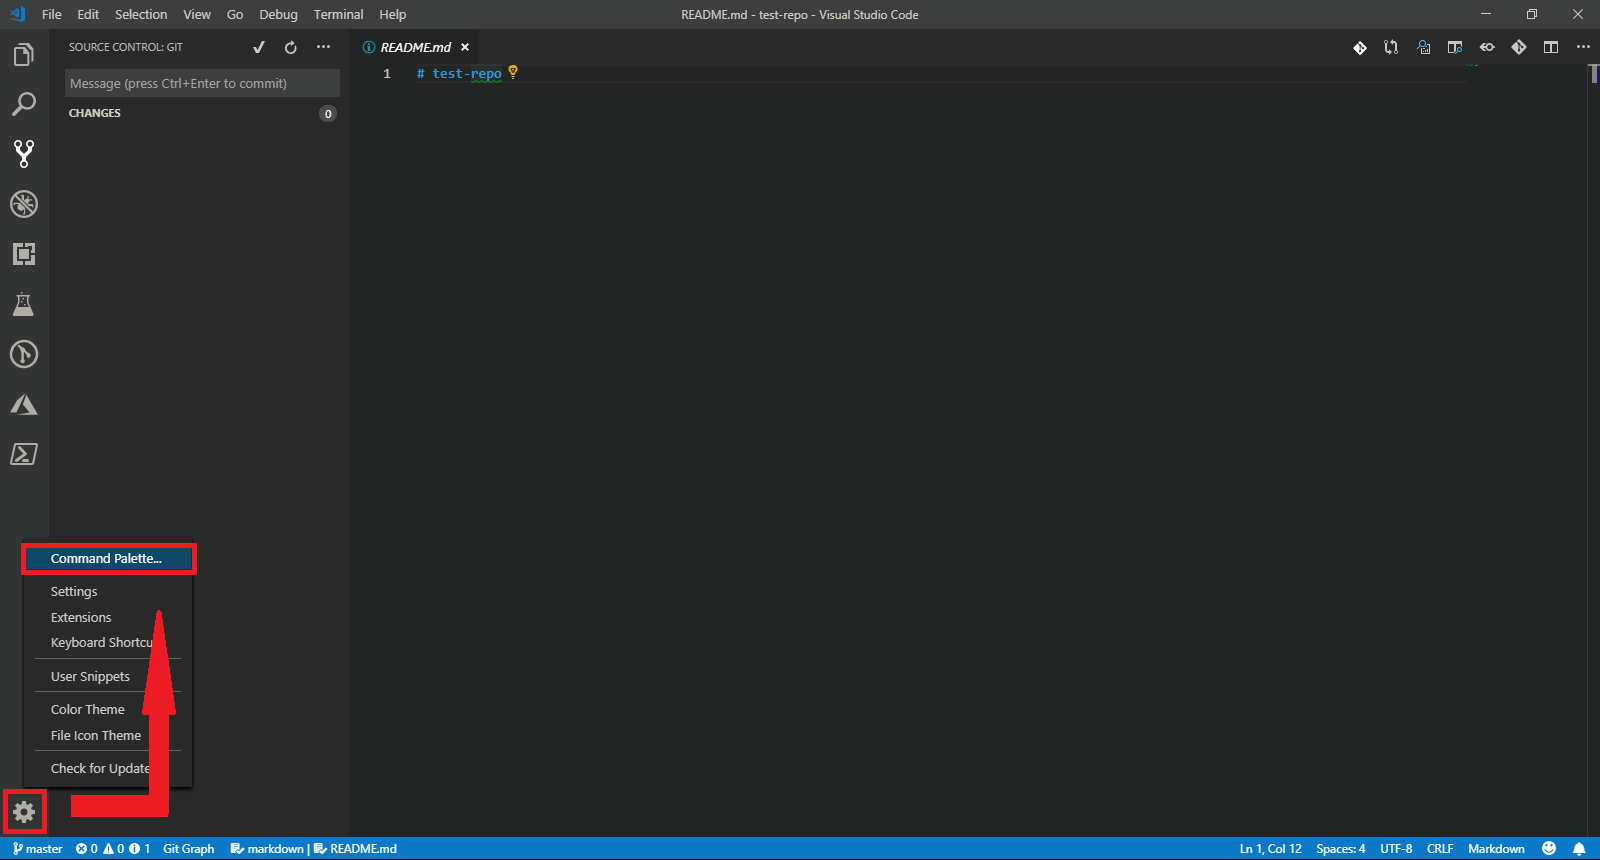 File Edit Selection View Go Debug Terminal Help README.md - test-repo - Visual Studio Code
SOURCE CONTROL: GIT
README.md
Message (press Ctrl+Enter to commit)
CHANGES 0
1 # test-repo
Command Palette...
Settings
Extensions
Keyboard Shortcu
User Snippets
Color Theme
File Icon Theme
Check for Update
master 0 0 1 Git Graph markdown | README.md Ln 1, Col 12 Spaces: 4 UTF-8 CRLF Markdown